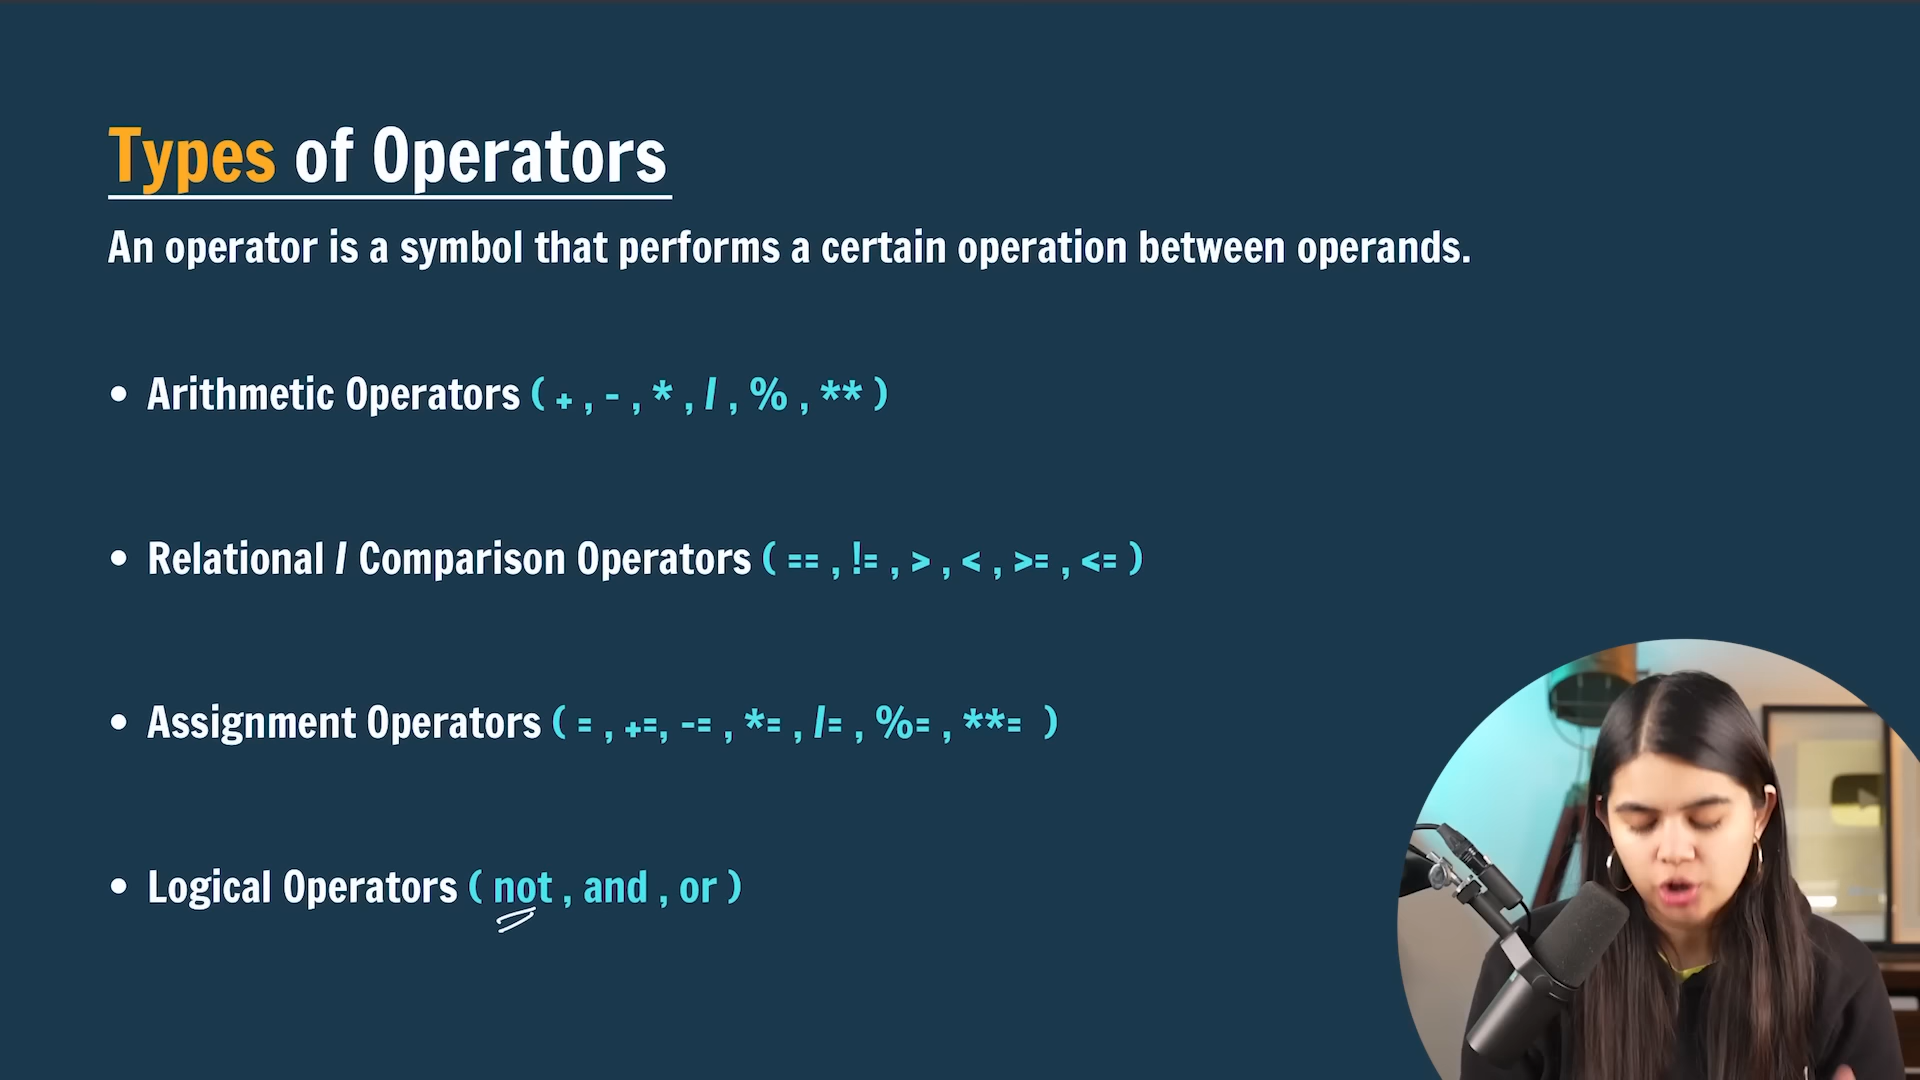 Types of Operators
An operator is a symbol that performs a certain operation between operands.
• Arithmetic Operators ( + , - , * , / , % , ** )
• Relational / Comparison Operators ( == , != , > , < , >= , <= )
• Assignment Operators ( = , +=, -= , *= , /= , %= , **= )
• Logical Operators ( not , and , or )